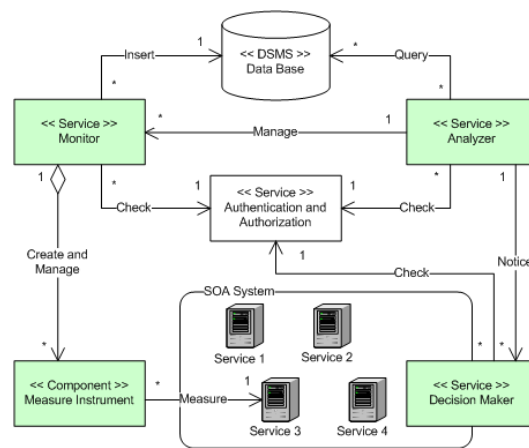 1
Insert
*
<< DSMS >>
Data Base
*
Query
*
<< Service >>
Monitor
*
Manage
1
<< Service >>
Analyzer
1
*
Check
1
<< Service >>
Authentication and
Authorization
1
*
Check
1
Create and
Manage
*
1
Check
Notice
*
*
SOA System
Service 1
Service 2
<< Component >>
Measure Instrument
*
Measure
1
Service 3
Service 4
<< Service >>
Decision Maker